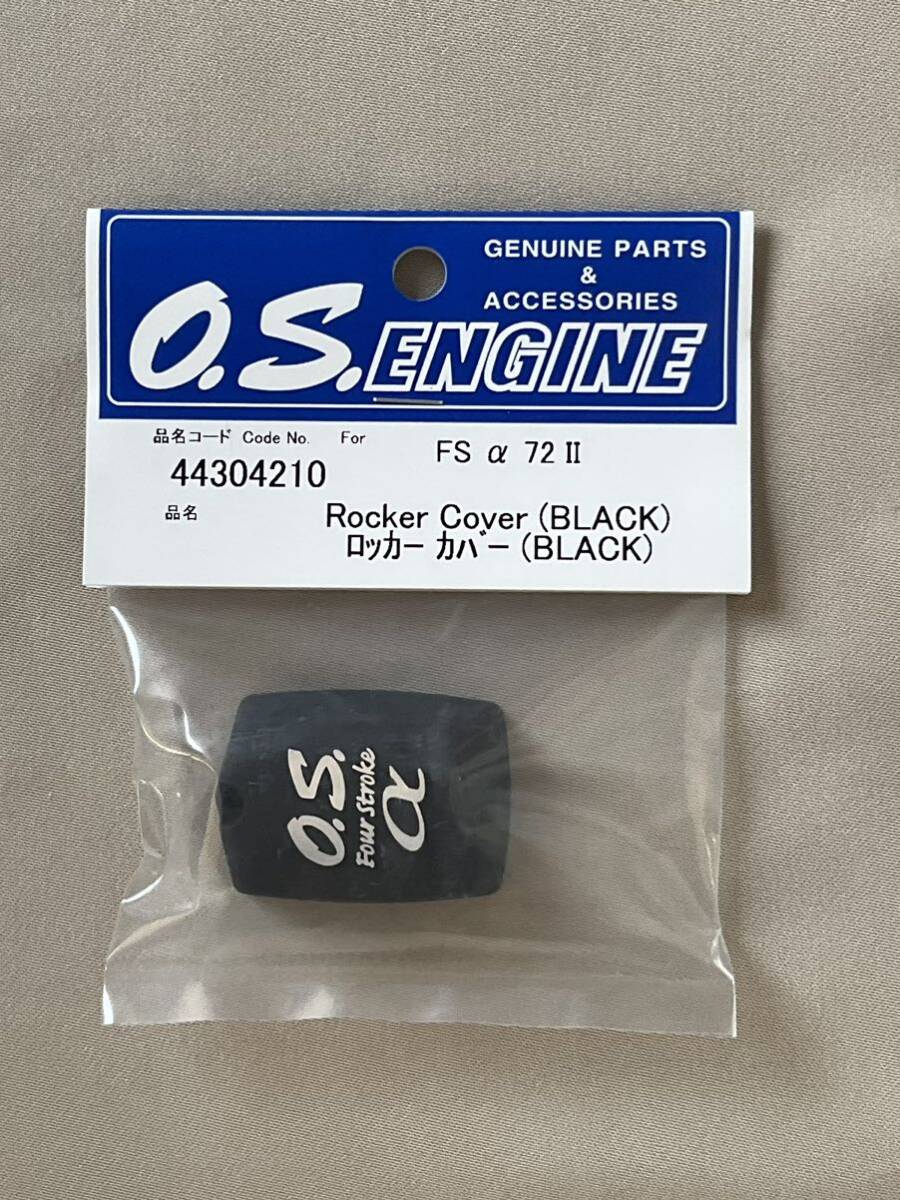 GENUINE PARTS
&
ACCESSORIES
O.S.ENGINE
品名コード Code No. For
44304210
FS α 72 II
品名
Rocker Cover (BLACK)
ﾛｯｶｰ ｶﾊﾞｰ (BLACK)
O.S.
Four Stroke
α